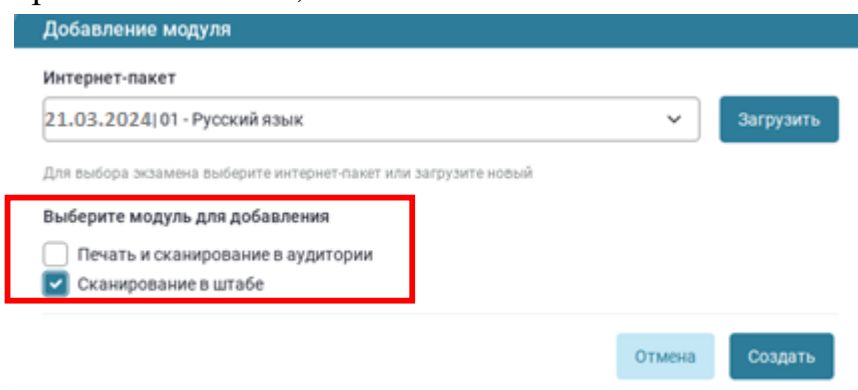 Добавление модуля
Интернет-пакет
21.03.2024| 01 - Русский язык
Загрузить
Для выбора экзамена выберите интернет-пакет или загрузите новый
Выберите модуль для добавления
Печать и сканирование в аудитории
Сканирование в штабе
Отмена
Создать